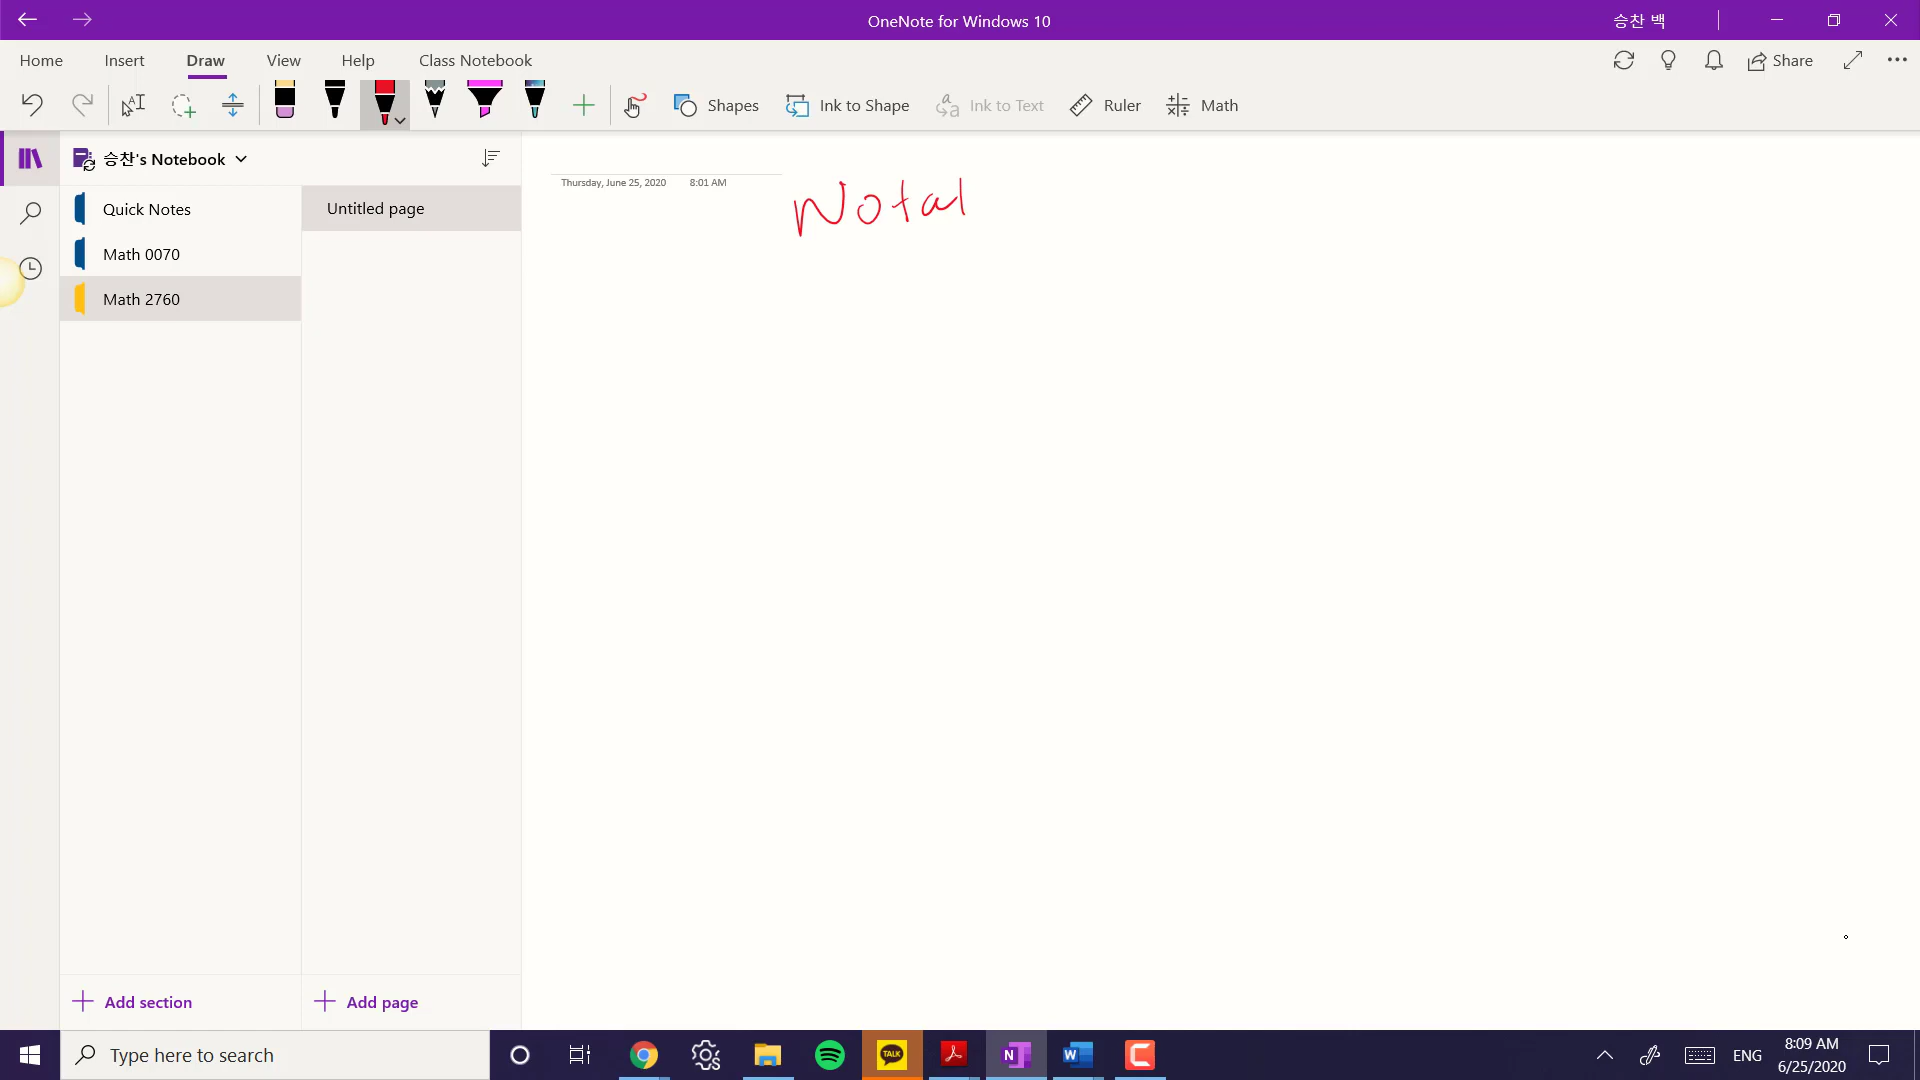 OneNote for Windows 10
승찬 백
Home Insert Draw View Help Class Notebook Share
Shapes Ink to Shape Ink to Text Ruler Math
승찬's Notebook
Quick Notes
Math 0070
Math 2760
Untitled page
Thursday, June 25, 2020 8:01 AM
Notal
Add section
Add page
Type here to search
TALK
ENG
8:09 AM
6/25/2020